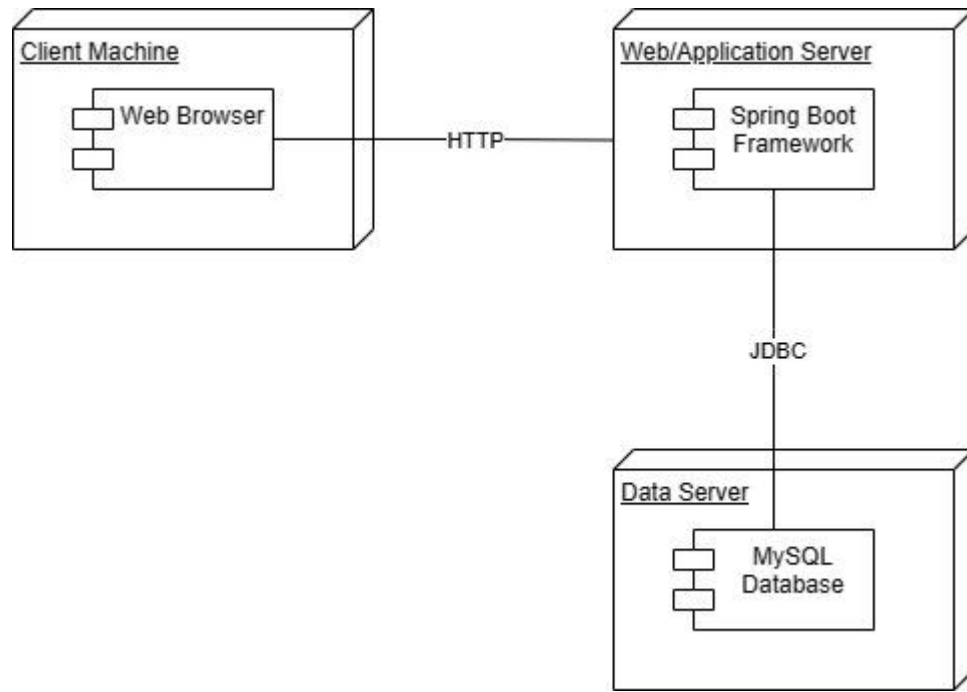 Client Machine
Web Browser
HTTP
Web/Application Server
Spring Boot
Framework
JDBC
Data Server
MySQL
Database